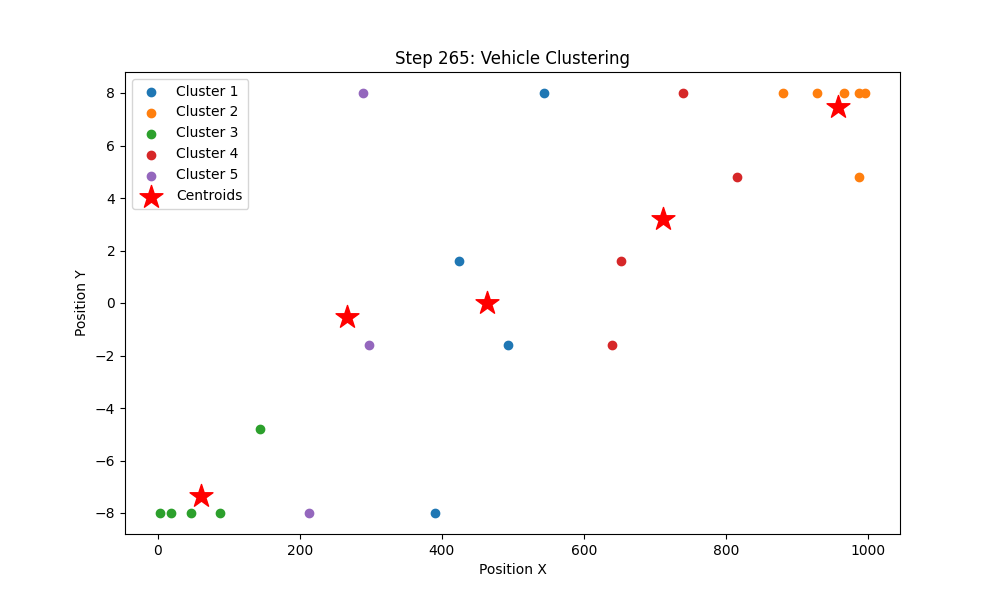 Step 265: Vehicle Clustering
Cluster 1
Cluster 2
Cluster 3
Cluster 4
Cluster 5
Centroids
Position Y
8
6
4
2
0
−2
−4
−6
−8
0 200 400 600 800 1000
Position X